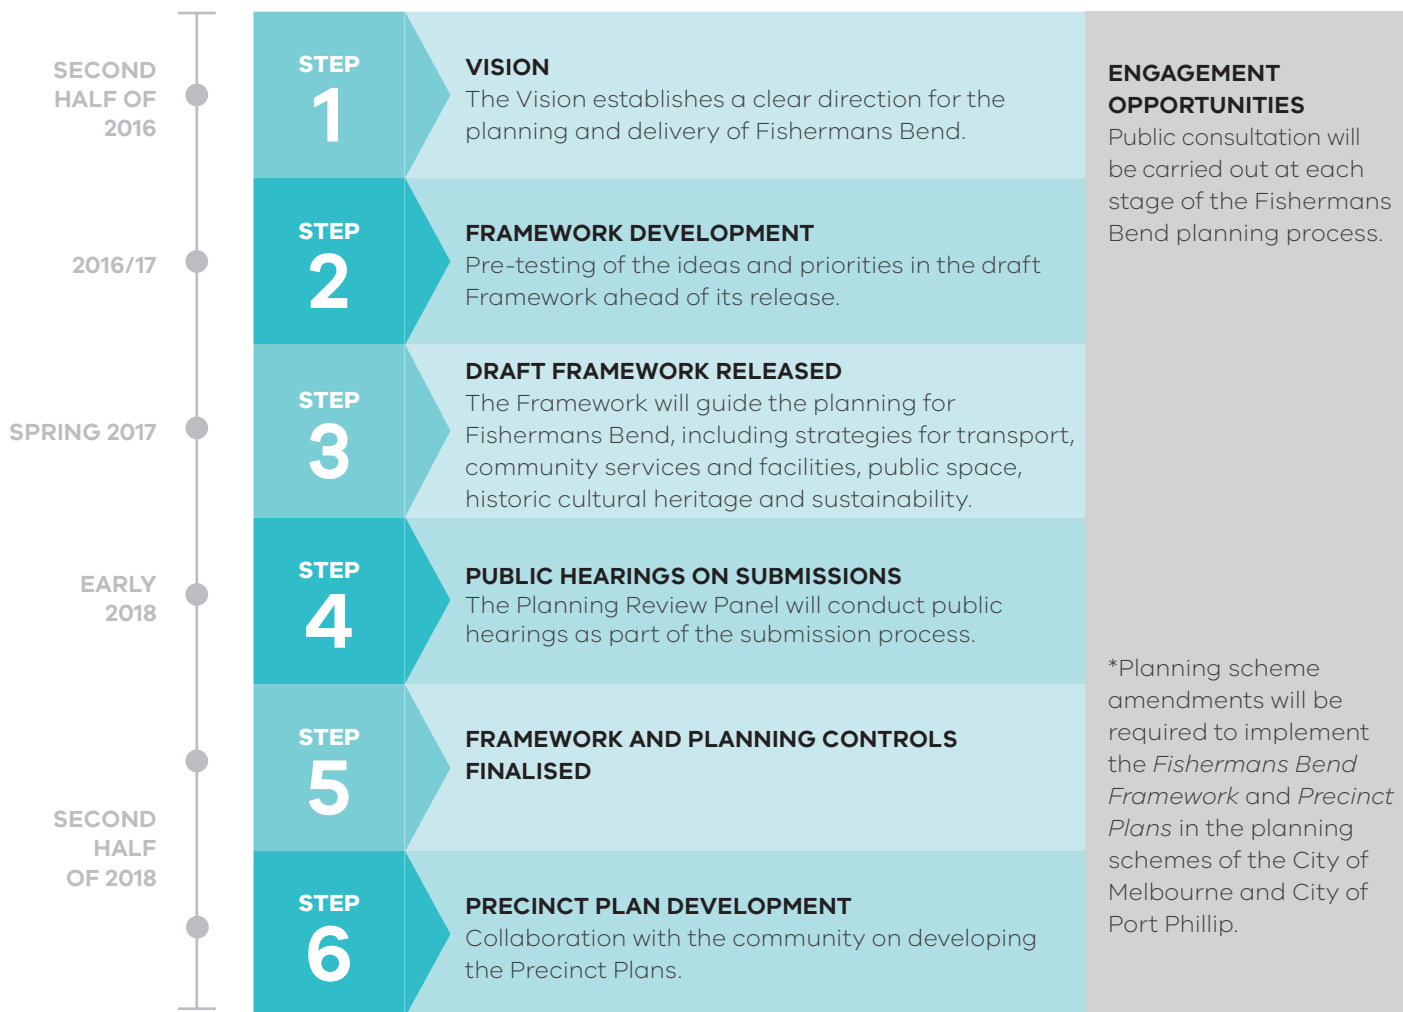 SECOND
HALF OF
2016
STEP
1
VISION
The Vision establishes a clear direction for the
planning and delivery of Fishermans Bend.
2016/17
STEP
2
FRAMEWORK DEVELOPMENT
Pre-testing of the ideas and priorities in the draft
Framework ahead of its release.
SPRING 2017
STEP
3
DRAFT FRAMEWORK RELEASED
The Framework will guide the planning for
Fishermans Bend, including strategies for transport,
community services and facilities, public space,
historic cultural heritage and sustainability.
EARLY
2018
STEP
4
PUBLIC HEARINGS ON SUBMISSIONS
The Planning Review Panel will conduct public
hearings as part of the submission process.
SECOND
HALF
OF 2018
STEP
5
FRAMEWORK AND PLANNING CONTROLS
FINALISED
STEP
6
PRECINCT PLAN DEVELOPMENT
Collaboration with the community on developing
the Precinct Plans.
ENGAGEMENT
OPPORTUNITIES
Public consultation will
be carried out at each
stage of the Fishermans
Bend planning process.
*Planning scheme
amendments will be
required to implement
the Fishermans Bend
Framework and Precinct
Plans in the planning
schemes of the City of
Melbourne and City of
Port Phillip.